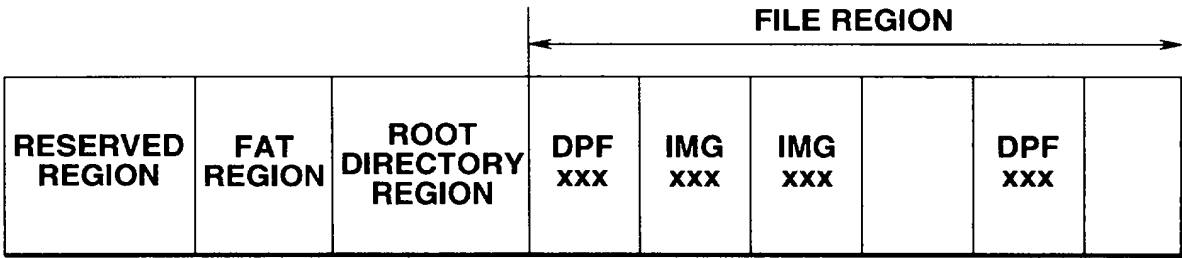 FILE REGION
RESERVED
REGION
FAT
REGION
ROOT
DIRECTORY
REGION
DPF
xxx
IMG
xxx
IMG
xxx
DPF
xxx